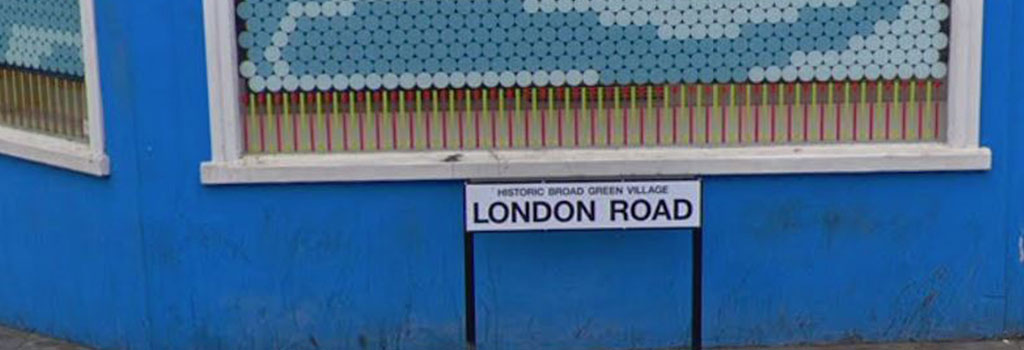 HISTORIC BROAD GREEN VILLAGE
LONDON ROAD